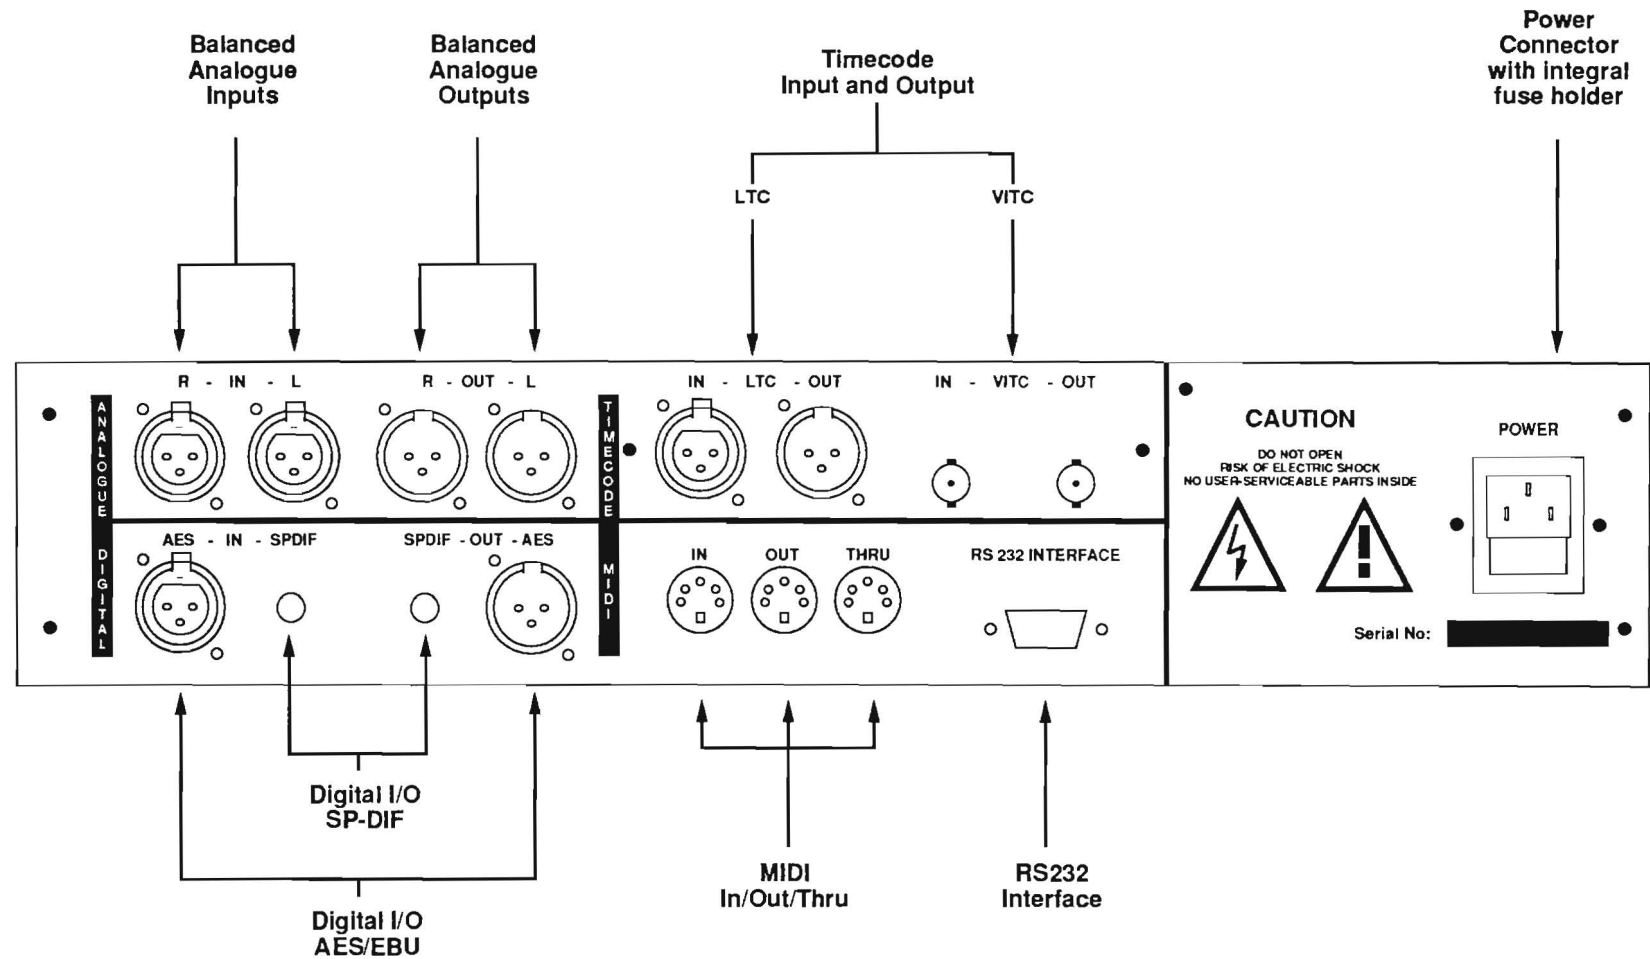 Balanced
Analogue
Inputs
Balanced
Analogue
Outputs
Timecode
Input and Output
Power
Connector
with integral
fuse holder
LTC
VITC
R - IN - L
R - OUT - L
IN - LTC - OUT
IN - VITC - OUT
ANALOGUE
TIMECODE
CAUTION
DO NOT OPEN
RISK OF ELECTRIC SHOCK
NO USER-SERVICEABLE PARTS INSIDE
POWER
AES - IN - SPDIF
SPDIF - OUT - AES
DIGITAL
MIDI
IN
OUT
THRU
RS 232 INTERFACE
Serial No:
Digital I/O
SP-DIF
Digital I/O
AES/EBU
MIDI
In/Out/Thru
RS232
Interface